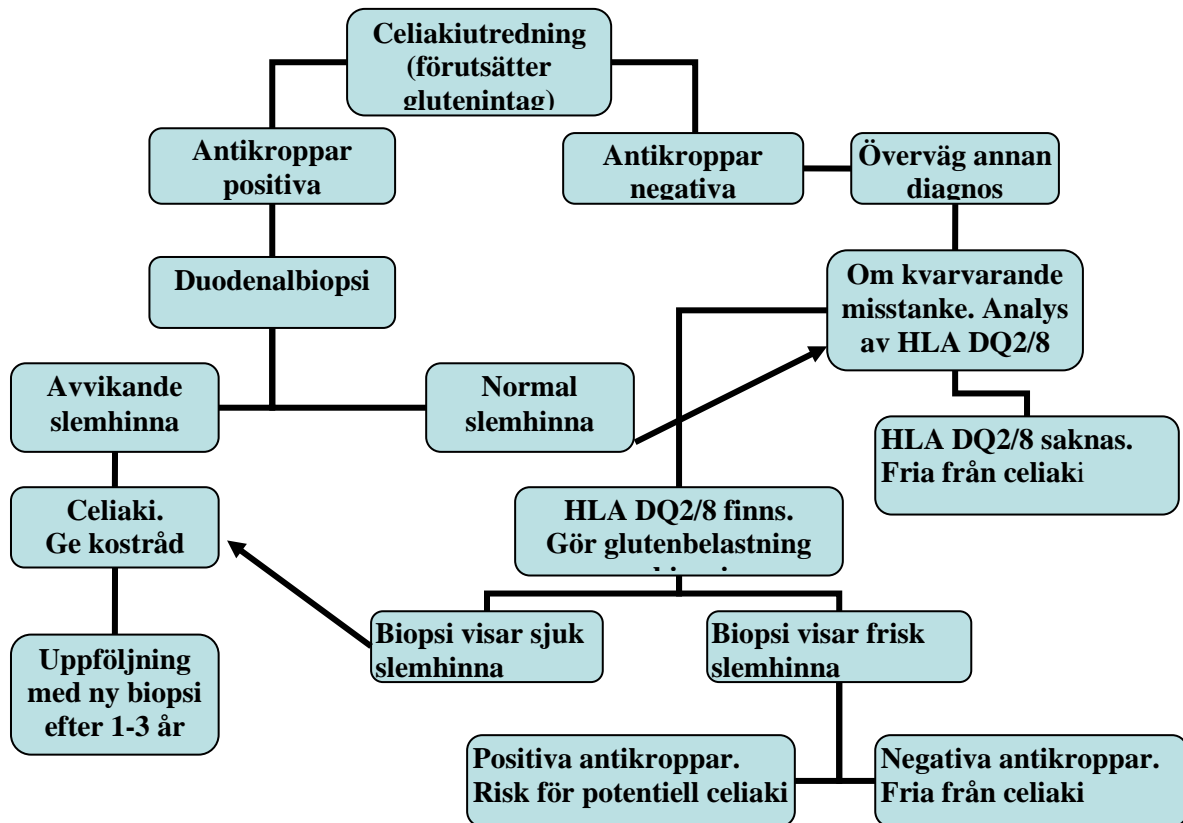 Celiakiutredning
(förutsätter
glutenintag)
Antikroppar
positiva
Antikroppar
negativa
Överväg annan
diagnos
Duodenalbiopsi
Om kvarvarande
misstanke. Analys
av HLA DQ2/8
Avvikande
slemhinna
Normal
slemhinna
HLA DQ2/8 saknas.
Fria från celiaki
Celiaki.
Ge kostråd
HLA DQ2/8 finns.
Gör glutenbelastning
Biopsi visar sjuk
slemhinna
Biopsi visar frisk
slemhinna
Uppföljning
med ny biopsi
efter 1-3 år
Positiva antikroppar.
Risk för potentiell celiaki
Negativa antikroppar.
Fria från celiaki